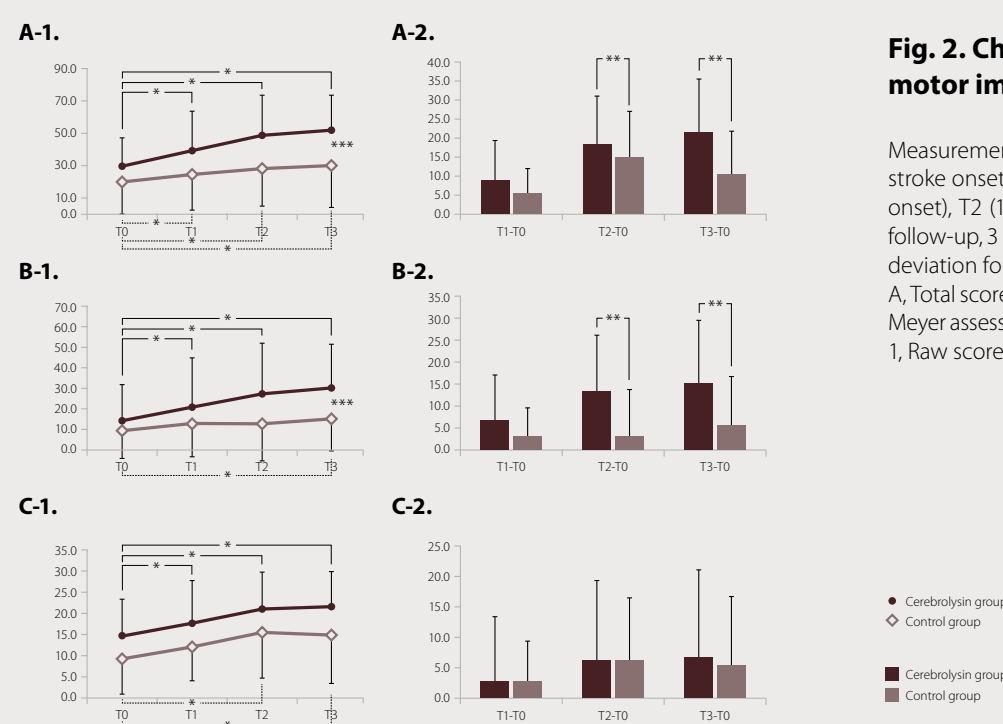 A-1.
90.0
70.0
50.0
30.0
10.0
0.0
*
*
*
***
*
*
*
T0 T1 T2 T3
A-2.
40.0
35.0
30.0
25.0
20.0
15.0
10.0
5.0
0.0
**
**
T1-T0 T2-T0 T3-T0
B-1.
70.0
60.0
50.0
40.0
30.0
20.0
10.0
0.0
*
*
*
***
*
T0 T1 T2 T3
B-2.
35.0
30.0
25.0
20.0
15.0
10.0
5.0
0.0
**
**
T1-T0 T2-T0 T3-T0
C-1.
35.0
30.0
25.0
20.0
15.0
10.0
5.0
0.0
*
*
*
*
*
T0 T1 T2 T3
C-2.
25.0
20.0
15.0
10.0
5.0
0.0
T1-T0 T2-T0 T3-T0
Fig. 2. Ch
motor im
Measuremen
stroke onset
onset), T2 (1
follow-up, 3
deviation fo
A, Total score
Meyer assess
1, Raw score
Cerebrolysin group
Control group
Cerebrolysin group
Control group